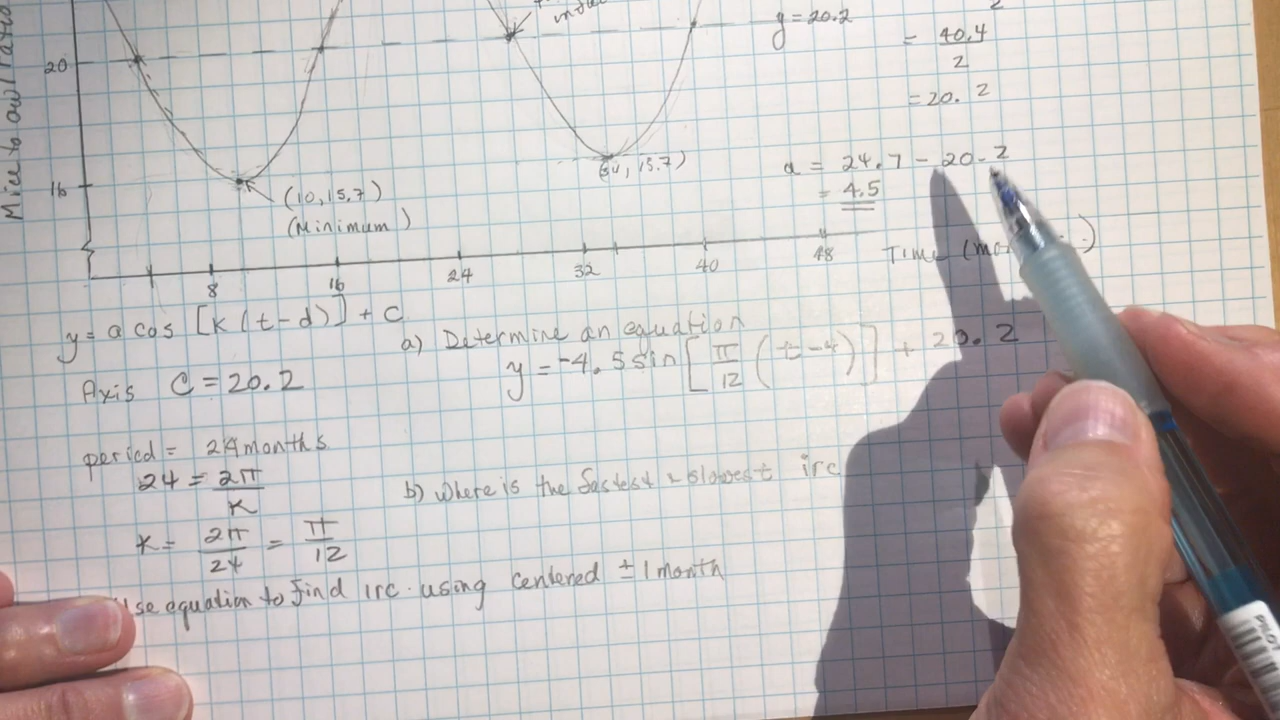 y = 20.2
2
= 40.4
2
= 20.2
20
16
(10, 15.7)
(Minimum)
(34, 15.7)
a = 24.7 - 20.2
= 4.5
8 16 24 32 40 48
Time
y = a cos [k(t-d)] + c
a) Determine an equation
y = -4.5 sin [π/12 (t-4)] + 20.2
Axis C = 20.2
period = 24 months
24 = 2π/K
b) Where is the fastest & slowest irc
K = 2π/24 = π/12
equation to find irc. using centered ± 1 month